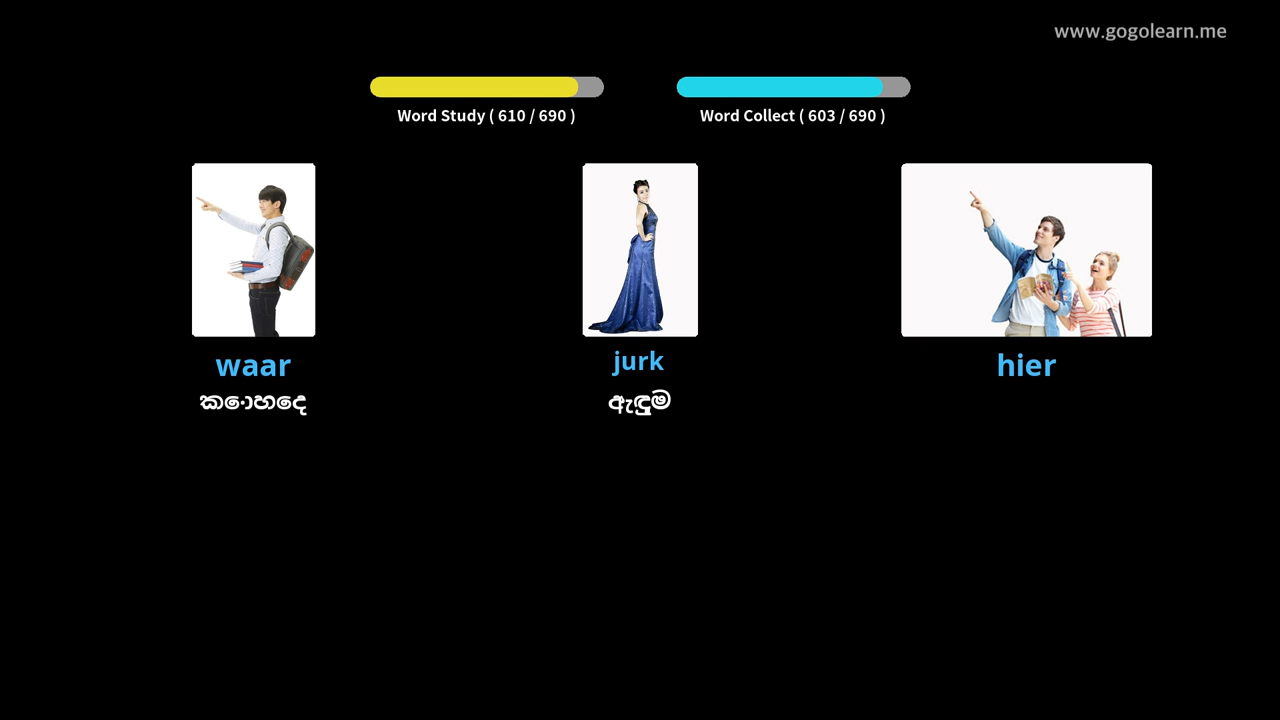 www.gogolearn.me
Word Study ( 610 / 690 )
Word Collect ( 603 / 690 )
waar
jurk
hier
කොහෙද
ඇඳුම